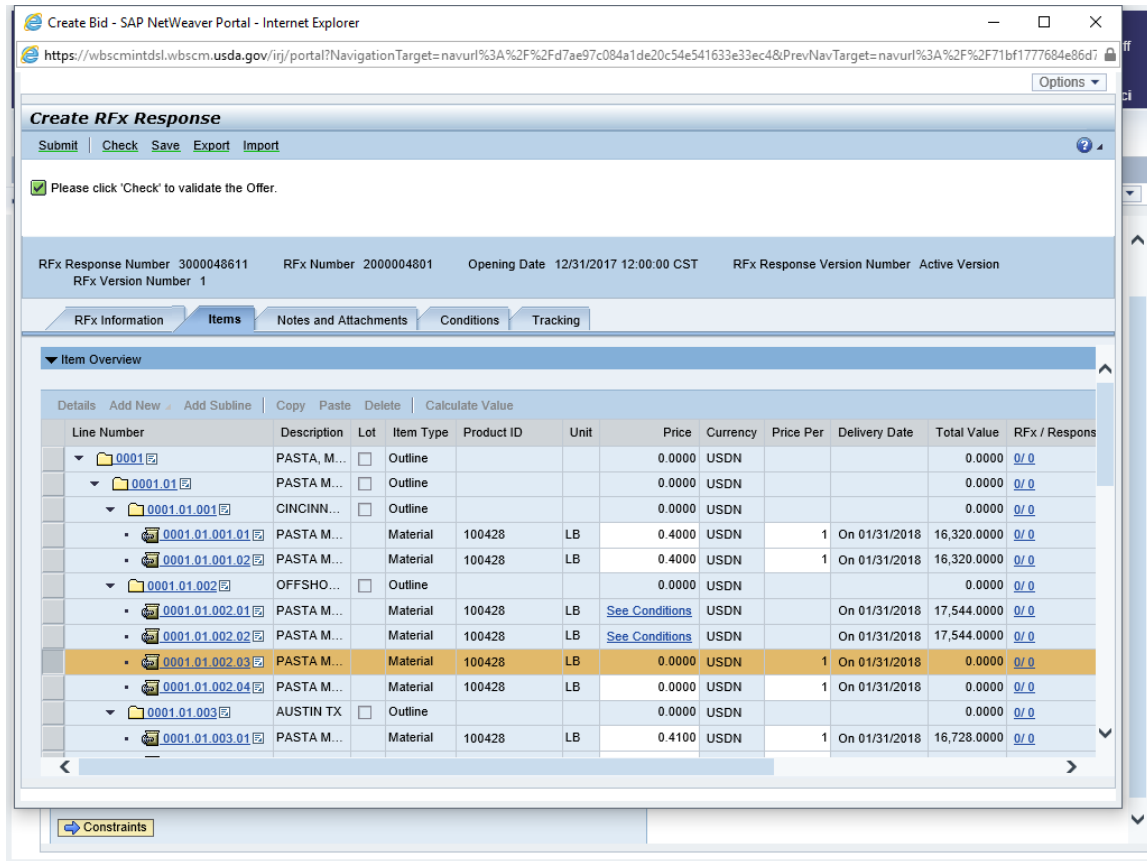 Create Bid - SAP NetWeaver Portal - Internet Explorer
https://wbscmintdsl.wbscm.usda.gov/irj/portal?NavigationTarget=navurl%3A%2F%2Fd7ae97c084a1de20c54e541633e33ec4&PrevNavTarget=navurl%3A%2F%2F71bf1777684e86d7
ff
Options
ci
Create RFx Response
Submit Check Save Export Import
Please click 'Check' to validate the Offer.
RFx Response Number 3000048611 RFx Number 2000004801 Opening Date 12/31/2017 12:00:00 CST RFx Response Version Number Active Version
RFx Version Number 1
RFx Information Items Notes and Attachments Conditions Tracking
Item Overview
Details Add New Add Subline Copy Paste Delete Calculate Value
Line Number Description Lot Item Type Product ID Unit Price Currency Price Per Delivery Date Total Value RFx / Respons
0001 PASTA, M... Outline 0.0000 USDN 0.0000 0/ 0
0001.01 PASTA M... Outline 0.0000 USDN 0.0000 0/ 0
0001.01.001 CINCINN... Outline 0.0000 USDN 0.0000 0/ 0
0001.01.001.01 PASTA M... Material 100428 LB 0.4000 USDN 1 On 01/31/2018 16,320.0000 0/ 0
0001.01.001.02 PASTA M... Material 100428 LB 0.4000 USDN 1 On 01/31/2018 16,320.0000 0/ 0
0001.01.002 OFFSHO... Outline 0.0000 USDN 0.0000 0/ 0
0001.01.002.01 PASTA M... Material 100428 LB See Conditions USDN On 01/31/2018 17,544.0000 0/ 0
0001.01.002.02 PASTA M... Material 100428 LB See Conditions USDN On 01/31/2018 17,544.0000 0/ 0
0001.01.002.03 PASTA M... Material 100428 LB 0.0000 USDN 1 On 01/31/2018 0.0000 0/ 0
0001.01.002.04 PASTA M... Material 100428 LB 0.0000 USDN 1 On 01/31/2018 0.0000 0/ 0
0001.01.003 AUSTIN TX Outline 0.0000 USDN 0.0000 0/ 0
0001.01.003.01 PASTA M... Material 100428 LB 0.4100 USDN 1 On 01/31/2018 16,728.0000 0/ 0
Constraints